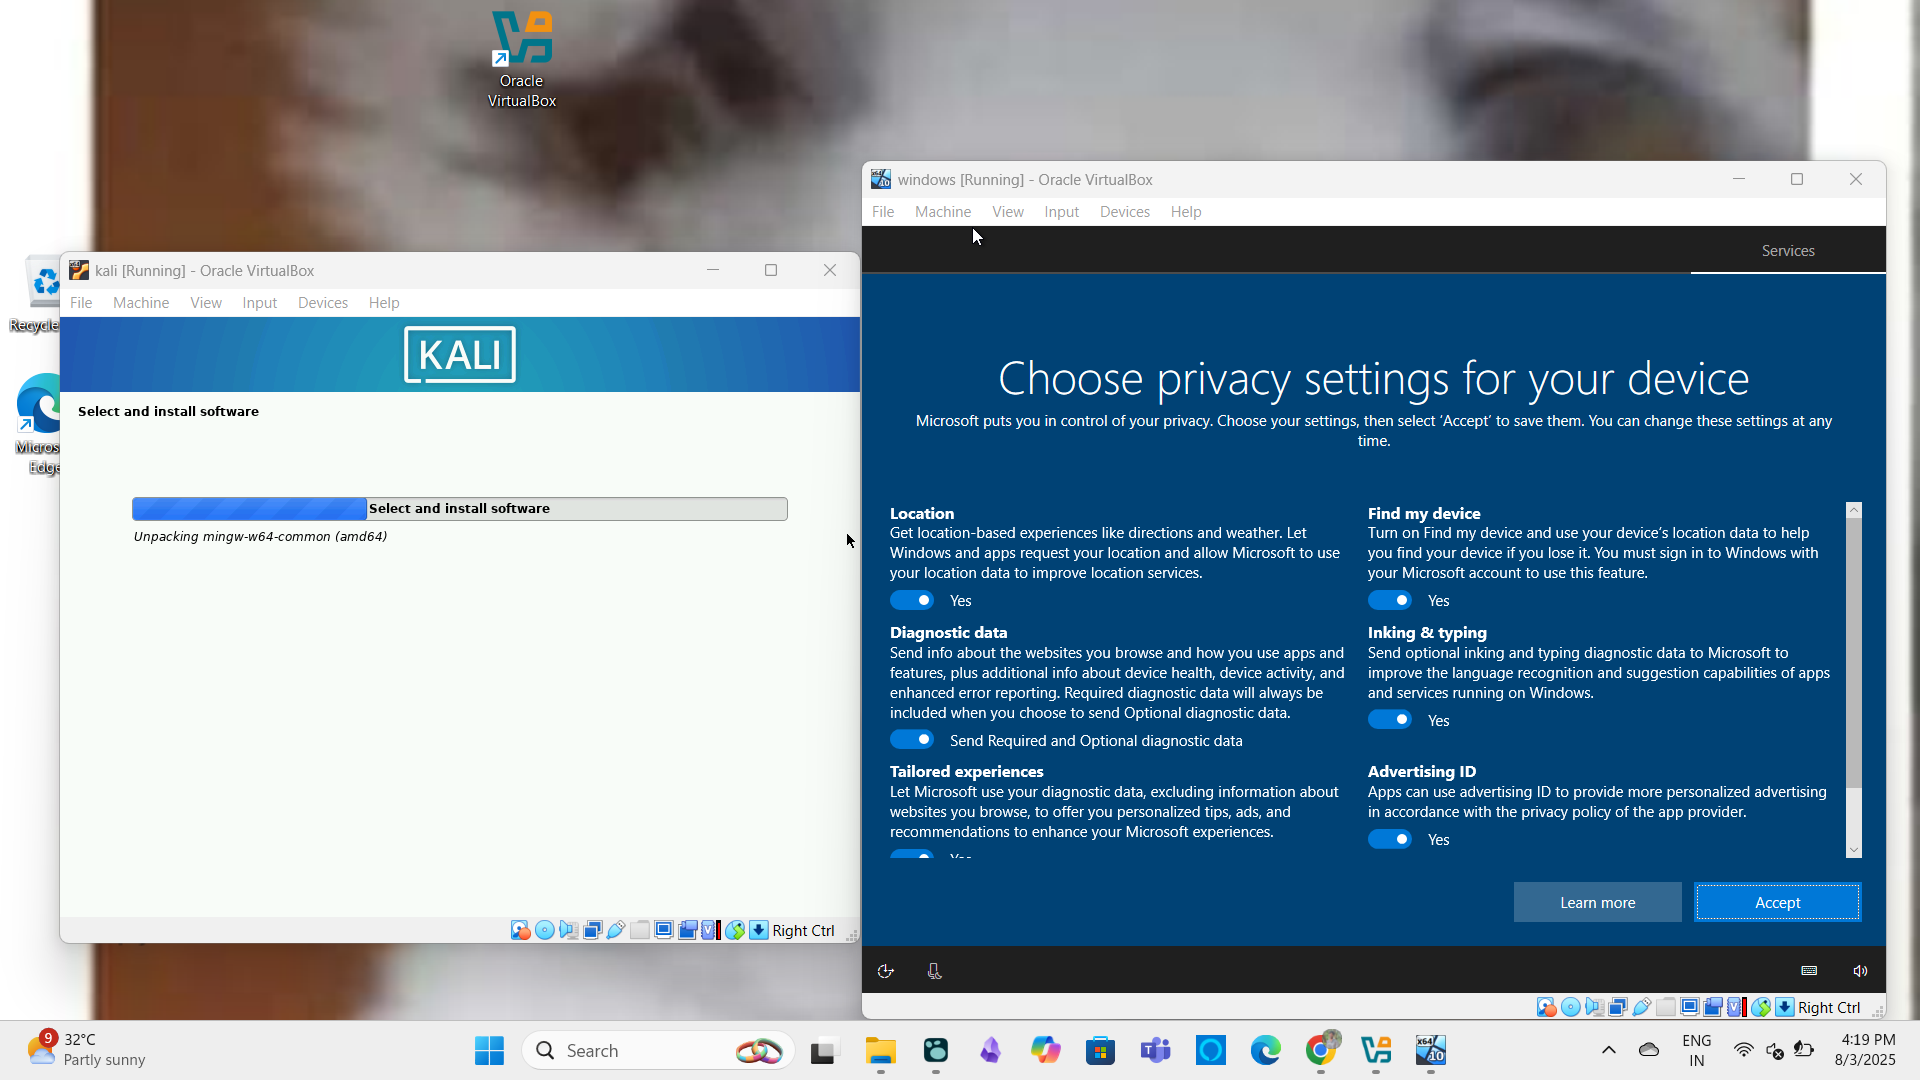 Oracle
VirtualBox
windows [Running] - Oracle VirtualBox
File Machine View Input Devices Help
Services
Choose privacy settings for your device
Microsoft puts you in control of your privacy. Choose your settings, then select ‘Accept’ to save them. You can change these settings at any
time.
Location
Get location-based experiences like directions and weather. Let
Windows and apps request your location and allow Microsoft to use
your location data to improve location services.
Yes
Diagnostic data
Send info about the websites you browse and how you use apps and
features, plus additional info about device health, device activity, and
enhanced error reporting. Required diagnostic data will always be
included when you choose to send Optional diagnostic data.
Send Required and Optional diagnostic data
Tailored experiences
Let Microsoft use your diagnostic data, excluding information about
websites you browse, to offer you personalized tips, ads, and
recommendations to enhance your Microsoft experiences.
Find my device
Turn on Find my device and use your device’s location data to help
you find your device if you lose it. You must sign in to Windows with
your Microsoft account to use this feature.
Yes
Inking & typing
Send optional inking and typing diagnostic data to Microsoft to
improve the language recognition and suggestion capabilities of apps
and services running on Windows.
Yes
Advertising ID
Apps can use advertising ID to provide more personalized advertising
in accordance with the privacy policy of the app provider.
Yes
Learn more
Accept
Right Ctrl
Recycle
Micros
Edge
kali [Running] - Oracle VirtualBox
File Machine View Input Devices Help
KALI
Select and install software
Select and install software
Unpacking mingw-w64-common (amd64)
Right Ctrl
9
32°C
Partly sunny
Search
x64
10
ENG
IN
4:19 PM
8/3/2025